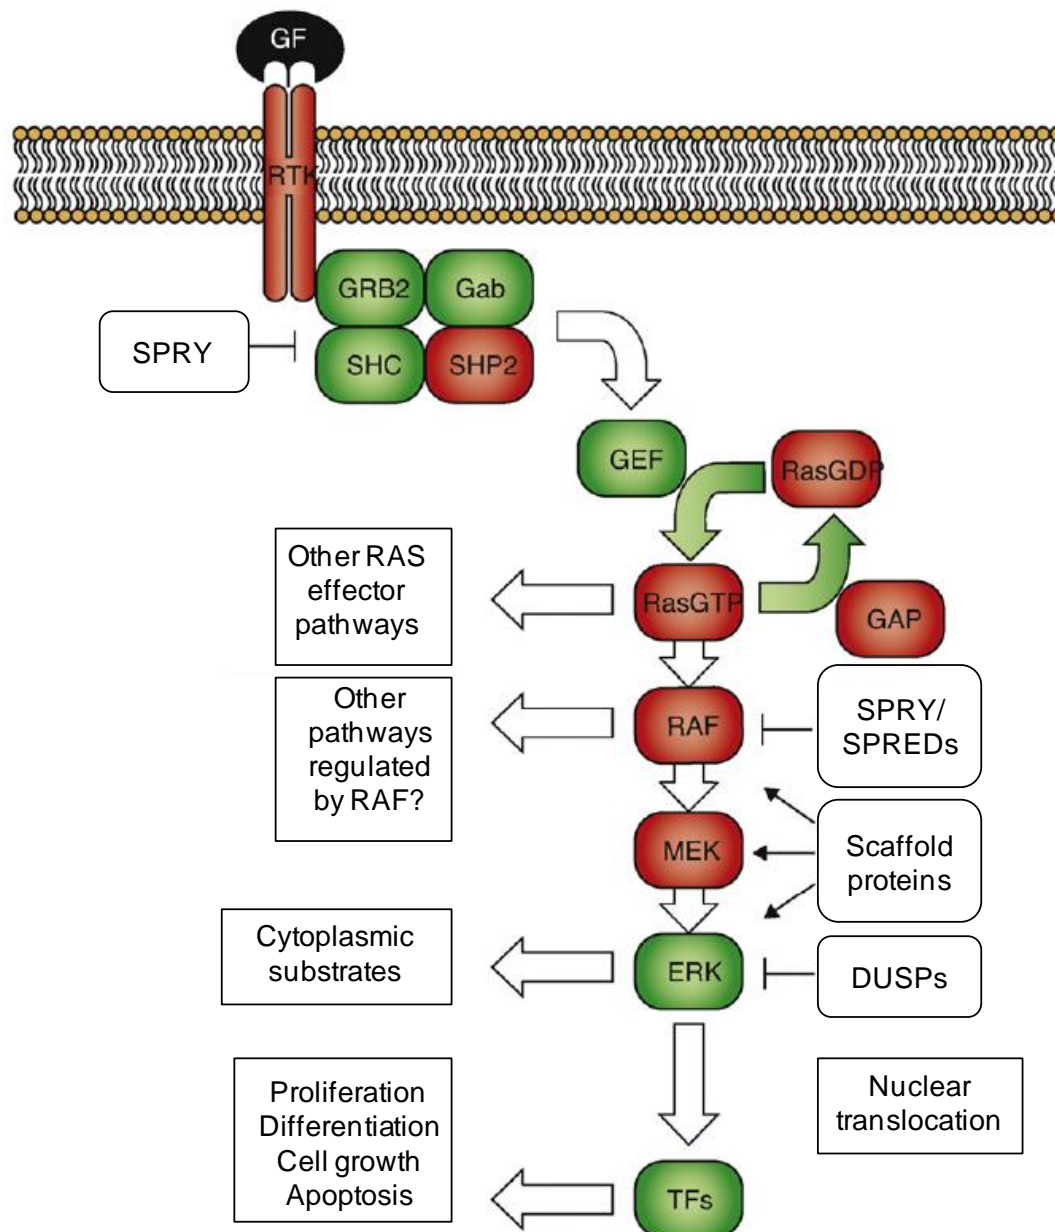 GF
RTK
GRB2
Gab
SPRY
SHC
SHP2
GEF
RasGDP
Other RAS
effector
pathways
RasGTP
GAP
Other
pathways
regulated
by RAF?
RAF
SPRY/
SPREDs
MEK
Scaffold
proteins
Cytoplasmic
substrates
ERK
DUSPs
Proliferation
Differentiation
Cell growth
Apoptosis
Nuclear
translocation
TFs